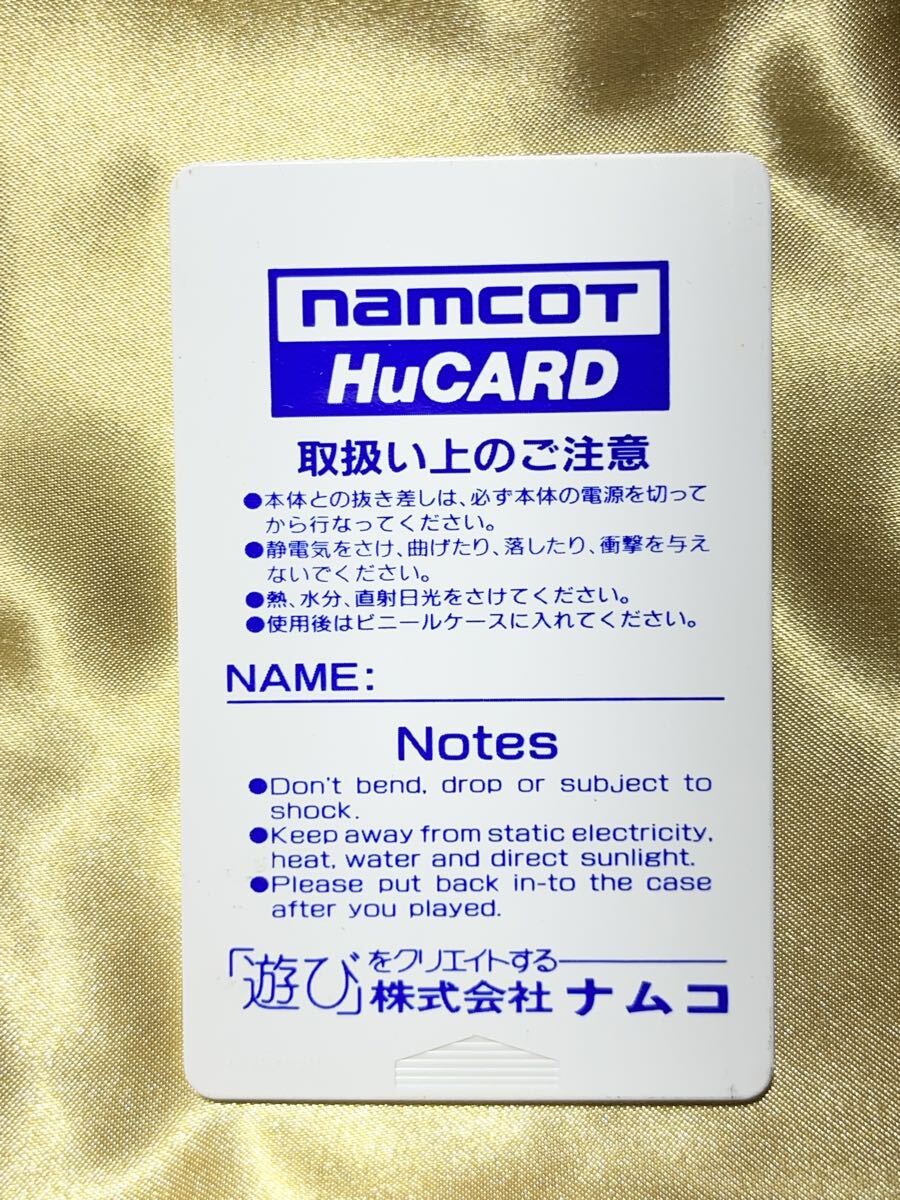 namcot
HuCARD
取扱い上のご注意
●本体との抜き差しは、必ず本体の電源を切って
から行なってください。
●静電気をさけ、曲げたり、落したり、衝撃を与え
ないでください。
●熱、水分、直射日光をさけてください。
●使用後はビニールケースに入れてください。
NAME:
Notes
●Don't bend, drop or subject to
shock.
●Keep away from static electricity,
heat, water and direct sunlight.
●Please put back in-to the case
after you played.
「遊び」をクリエイトする——
株式会社 ナムコ